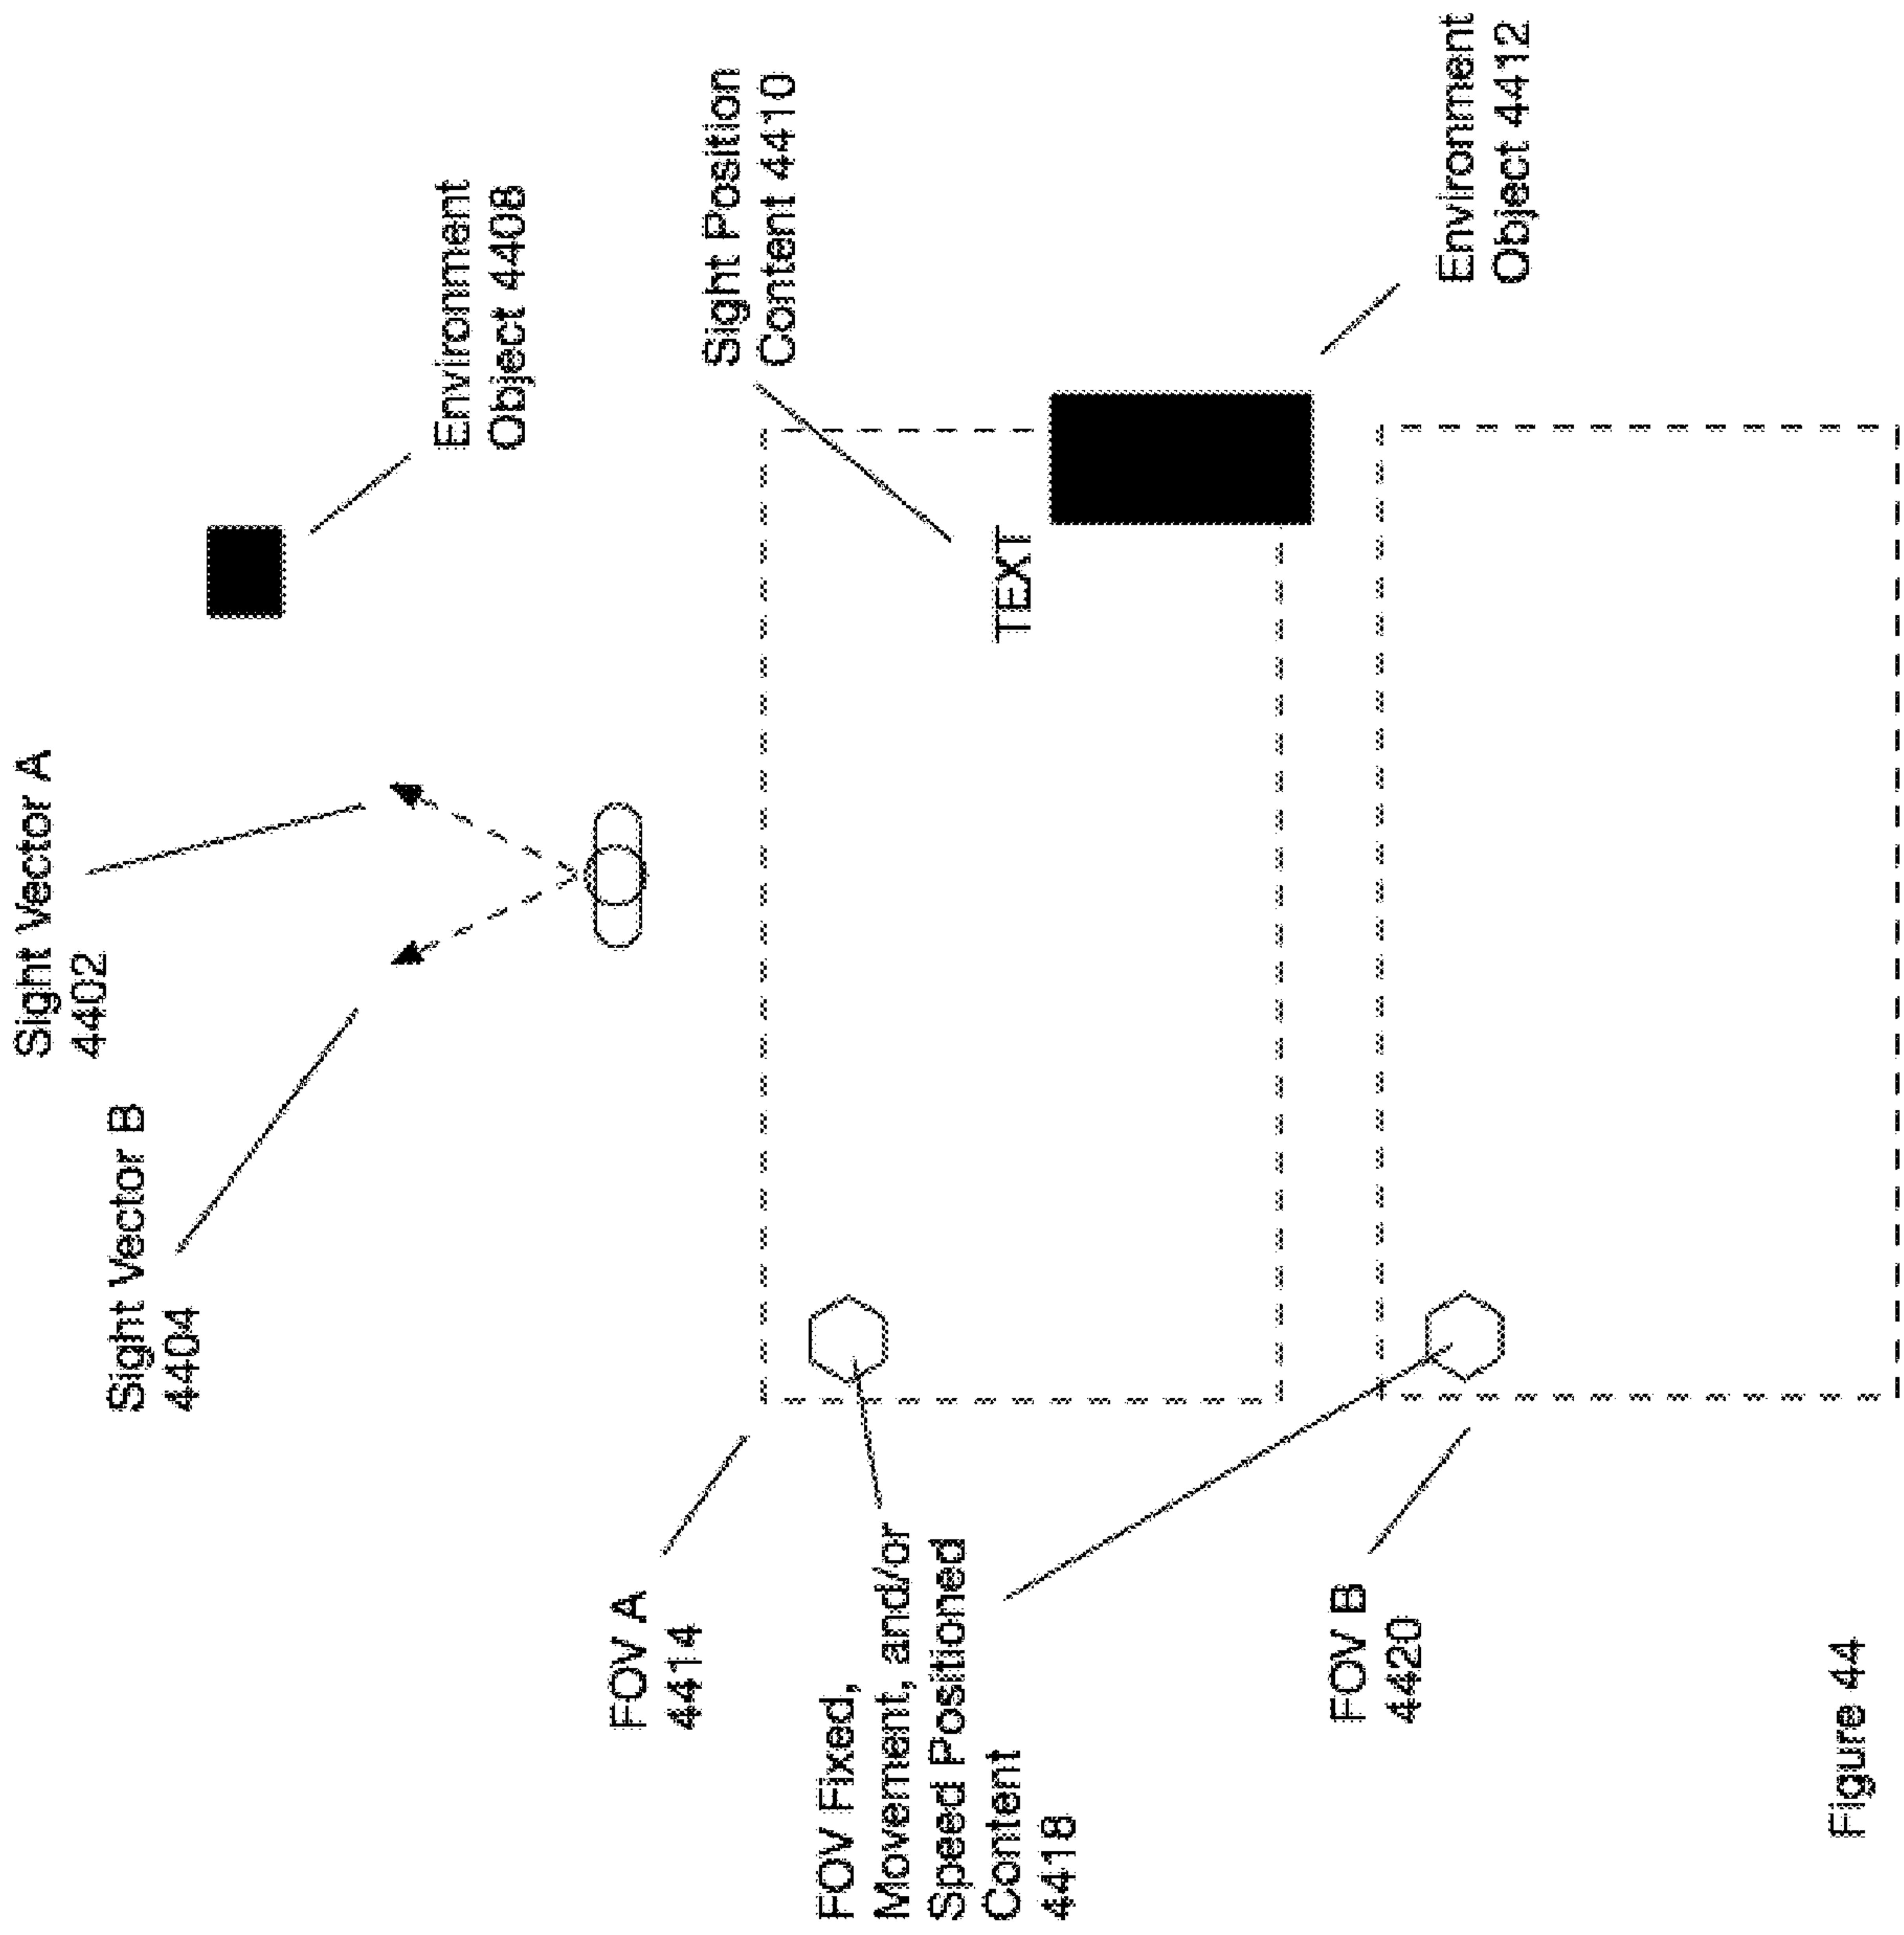 Sight Vector A
4402
Sight Vector B
4404
Environment
Object 4408
Sight Position
Content 4410
TEXT
Environment
Object 4412
FOV A
4414
FOV Fixed,
Movement, and/or
Speed Positioned
Content
4418
FOV B
4420
Figure 44